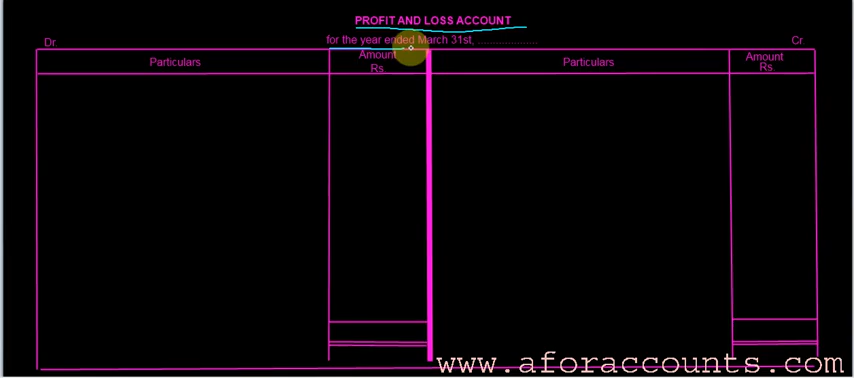 PROFIT AND LOSS ACCOUNT
Dr. for the year ended March 31st, .................... Cr
Particulars Amount Rs Particulars Amount Rs.
www.aforaccounts.com